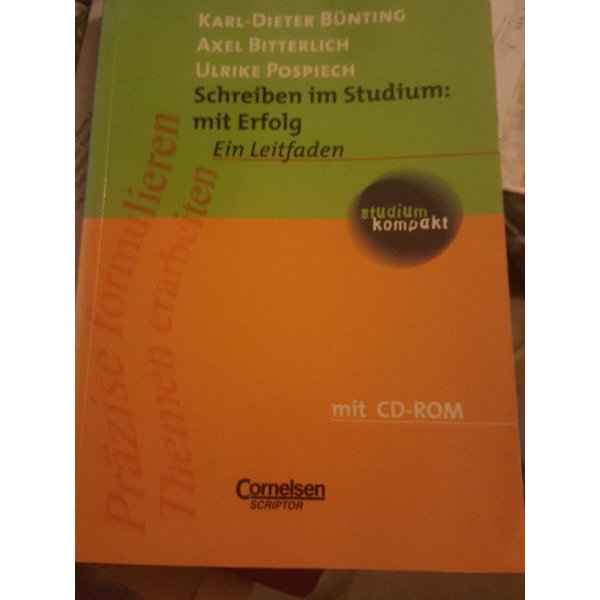 KARL-DIETER BÜNTING
AXEL BITTERLICH
ULRIKE POSPIECH
Schreiben im Studium:
mit Erfolg
Ein Leitfaden
studium
kompakt
Präzise formulieren
Themen erarbeiten
mit CD-ROM
Cornelsen
SCRIPTOR